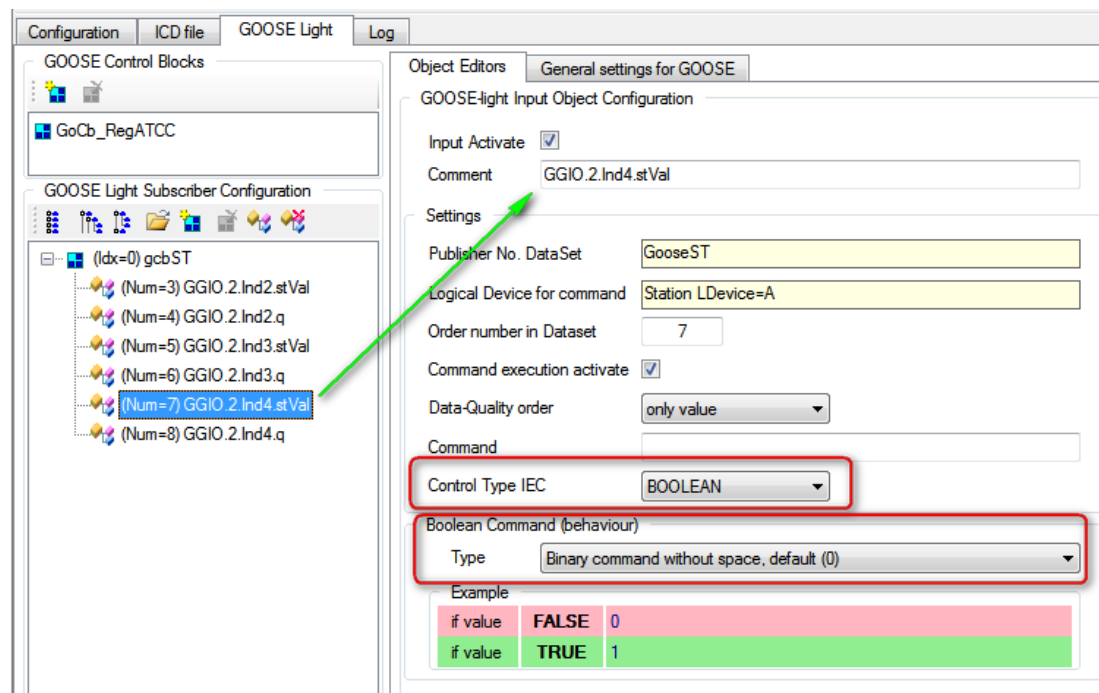 Configuration
ICD file
GOOSE Light
Log
GOOSE Control Blocks
GoCb_RegATCC
GOOSE Light Subscriber Configuration
(Idx=0) gcbST
(Num=3) GGIO.2.Ind2.stVal
(Num=4) GGIO.2.Ind2.q
(Num=5) GGIO.2.Ind3.stVal
(Num=6) GGIO.2.Ind3.q
(Num=7) GGIO.2.Ind4.stVal
(Num=8) GGIO.2.Ind4.q
Object Editors
General settings for GOOSE
GOOSE-light Input Object Configuration
Input Activate
Comment GGIO.2.Ind4.stVal
Settings
Publisher No. DataSet GooseST
Logical Device for command Station LDevice=A
Order number in Dataset 7
Command execution activate
Data-Quality order only value
Command
Control Type IEC BOOLEAN
Boolean Command (behaviour)
Type Binary command without space, default (0)
Example
if value FALSE 0
if value TRUE 1